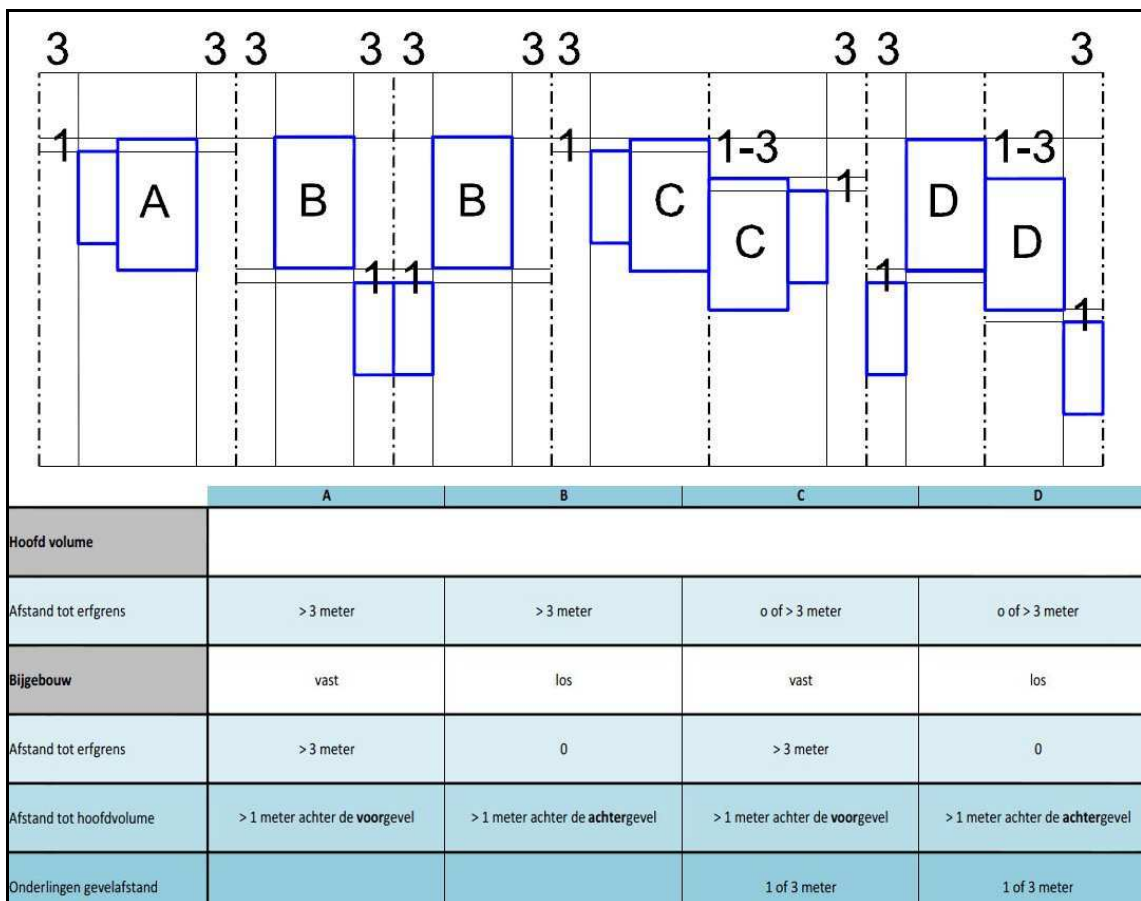 3 3 3 3 3 3 3 3 3 3
1 1 1-3 1-3
1
A B B C D
C D
1 1 1
1
A B C D
Hoofd volume
Afstand tot erfgrens > 3 meter > 3 meter o of > 3 meter o of > 3 meter
Bijgebouw vast los vast los
Afstand tot erfgrens > 3 meter 0 > 3 meter 0
Afstand tot hoofdvolume > 1 meter achter de voorgevel > 1 meter achter de achtergevel > 1 meter achter de voorgevel > 1 meter achter de achtergevel
Onderlingen gevelafstand 1 of 3 meter 1 of 3 meter